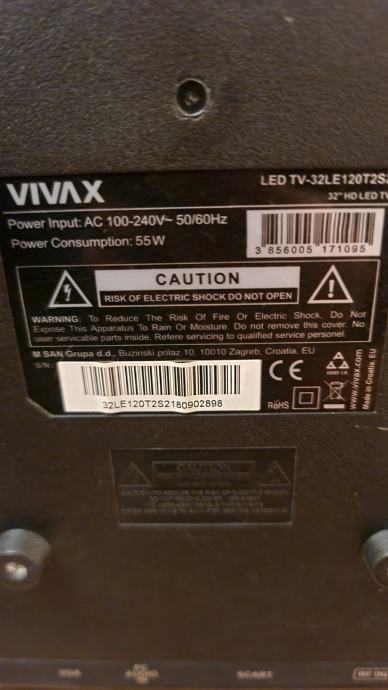 VIVAX
LED TV-32LE120T2S2
32" HD LED TV
Power Input: AC 100-240V~ 50/60Hz
Power Consumption: 55W
3 856005 171095
CAUTION
RISK OF ELECTRIC SHOCK DO NOT OPEN
WARNING: To Reduce The Risk Of Fire Or Electric Shock. Do Not
Expose This Apparatus To Rain Or Moisture. Do not remove this cover. No
user servicable parts inside. Refere servicing to qualified service personnel.
M SAN Grupa d.d., Buzinski prilaz 10, 10010 Zagreb, Croatia, EU
S/N:
32LE120T2S2180902898
CE
RoHS
www.vivax.com
Made in Croatia, EU
CAUTION
SCART
RF IN